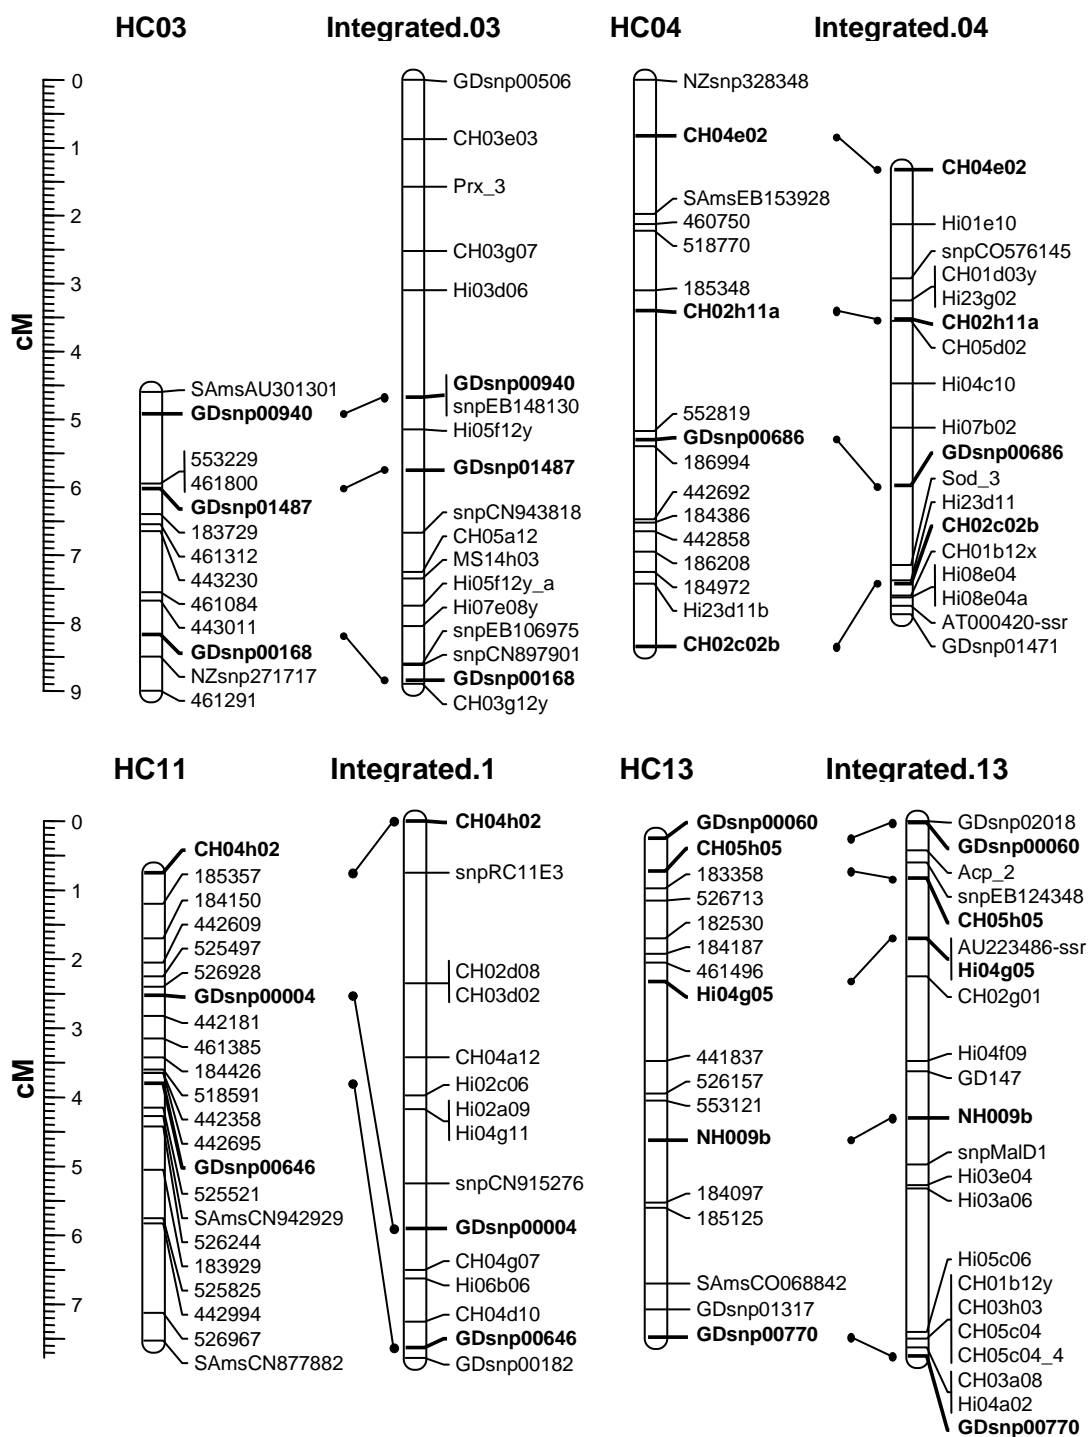 HC03
Integrated.03
HC04
Integrated.04
cM
0
1
2
3
4
5
6
7
8
9
SAmsAU301301
GDsnp00940
553229
461800
GDsnp01487
183729
461312
443230
461084
443011
GDsnp00168
NZsnp271717
461291
GDsnp00506
CH03e03
Prx_3
CH03g07
Hi03d06
GDsnp00940
snpEB148130
Hi05f12y
GDsnp01487
snpCN943818
CH05a12
MS14h03
Hi05f12y_a
Hi07e08y
snpEB106975
snpCN897901
GDsnp00168
CH03g12y
NZsnp328348
CH04e02
SAmsEB153928
460750
518770
185348
CH02h11a
552819
GDsnp00686
186994
442692
184386
442858
186208
184972
Hi23d11b
CH02c02b
CH04e02
Hi01e10
snpCO576145
CH01d03y
Hi23g02
CH02h11a
CH05d02
Hi04c10
Hi07b02
GDsnp00686
Sod_3
Hi23d11
CH02c02b
CH01b12x
Hi08e04
Hi08e04a
AT000420-ssr
GDsnp01471
HC11
Integrated.1
HC13
Integrated.13
cM
0
1
2
3
4
5
6
7
CH04h02
185357
184150
442609
525497
526928
GDsnp00004
442181
461385
184426
518591
442358
442695
GDsnp00646
525521
SAmsCN942929
526244
183929
525825
442994
526967
SAmsCN877882
CH04h02
snpRC11E3
CH02d08
CH03d02
CH04a12
Hi02c06
Hi02a09
Hi04g11
snpCN915276
GDsnp00004
CH04g07
Hi06b06
CH04d10
GDsnp00646
GDsnp00182
GDsnp00060
CH05h05
183358
526713
182530
184187
461496
Hi04g05
441837
526157
553121
NH009b
184097
185125
SAmsCO068842
GDsnp01317
GDsnp00770
GDsnp02018
GDsnp00060
Acp_2
snpEB124348
CH05h05
AU223486-ssr
Hi04g05
CH02g01
Hi04f09
GD147
NH009b
snpMalD1
Hi03e04
Hi03a06
Hi05c06
CH01b12y
CH03h03
CH05c04
CH05c04_4
CH03a08
Hi04a02
GDsnp00770